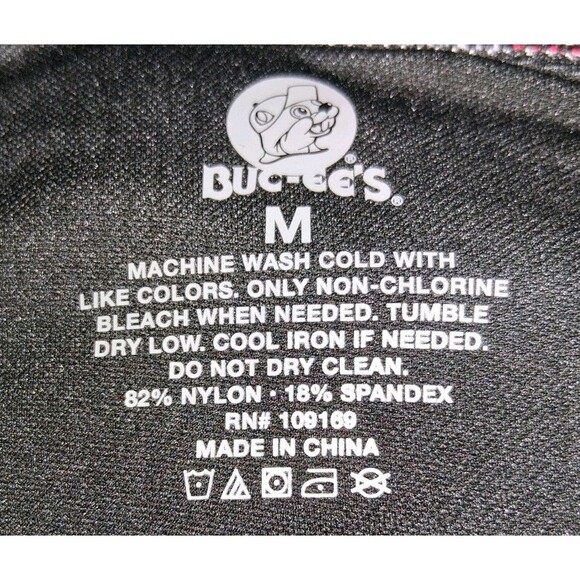 BUC-EE'S®
M
MACHINE WASH COLD WITH
LIKE COLORS. ONLY NON-CHLORINE
BLEACH WHEN NEEDED. TUMBLE
DRY LOW. COOL IRON IF NEEDED.
DO NOT DRY CLEAN.
82% NYLON · 18% SPANDEX
RN# 109169
MADE IN CHINA